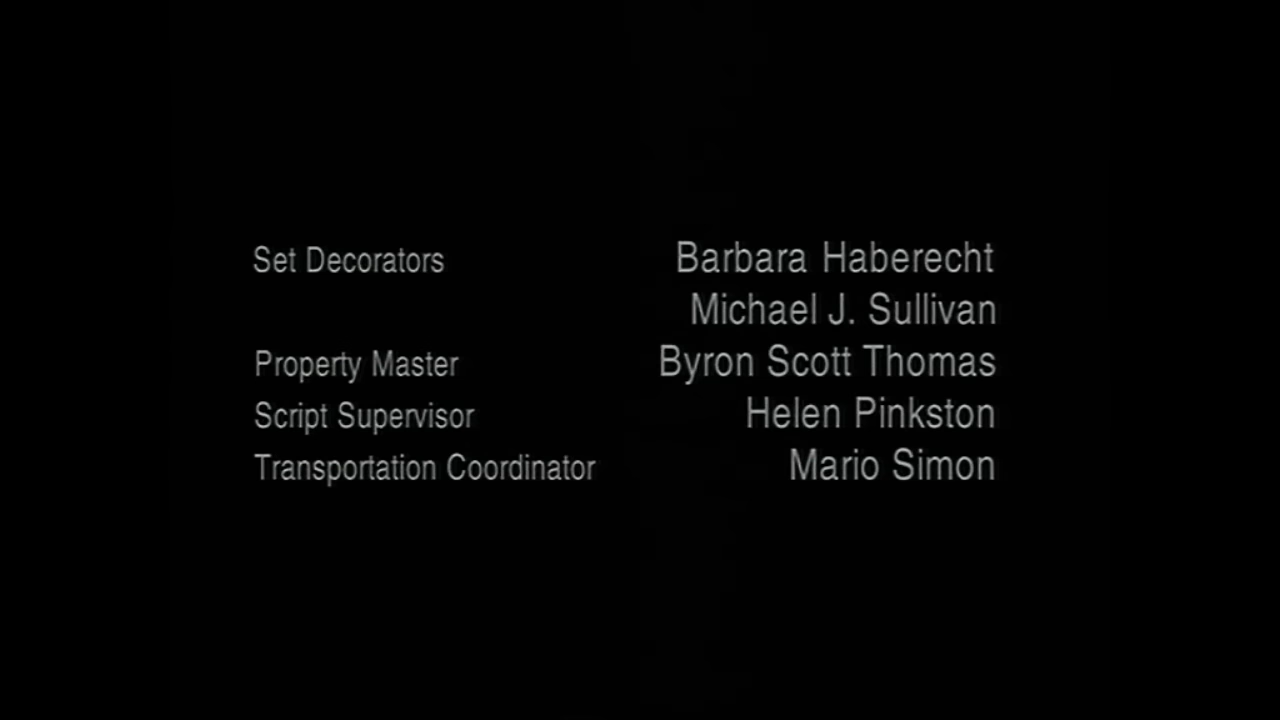 Set Decorators Barbara Haberecht
Michael J. Sullivan
Property Master Byron Scott Thomas
Script Supervisor Helen Pinkston
Transportation Coordinator Mario Simon